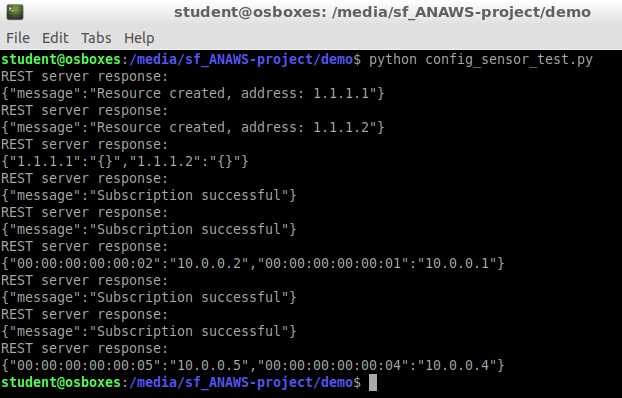 student@osboxes: /media/sf_ANAWS-project/demo
File Edit Tabs Help
student@osboxes:/media/sf_ANAWS-project/demo$ python config_sensor_test.py
REST server response:
{"message":"Resource created, address: 1.1.1.1"}
REST server response:
{"message":"Resource created, address: 1.1.1.2"}
REST server response:
{"1.1.1.1":"{}","1.1.1.2":"{}"}
REST server response:
{"message":"Subscription successful"}
REST server response:
{"message":"Subscription successful"}
REST server response:
{"00:00:00:00:00:02":"10.0.0.2","00:00:00:00:00:01":"10.0.0.1"}
REST server response:
{"message":"Subscription successful"}
REST server response:
{"message":"Subscription successful"}
REST server response:
{"00:00:00:00:00:05":"10.0.0.5","00:00:00:00:00:04":"10.0.0.4"}
student@osboxes:/media/sf_ANAWS-project/demo$